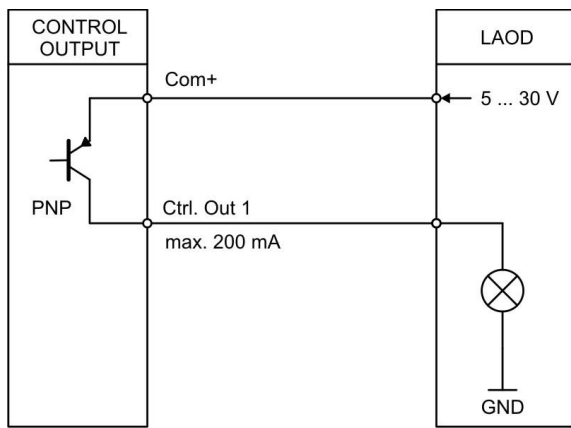 CONTROL
OUTPUT
LAOD
Com+
5 ... 30 V
PNP
Ctrl. Out 1
max. 200 mA
GND